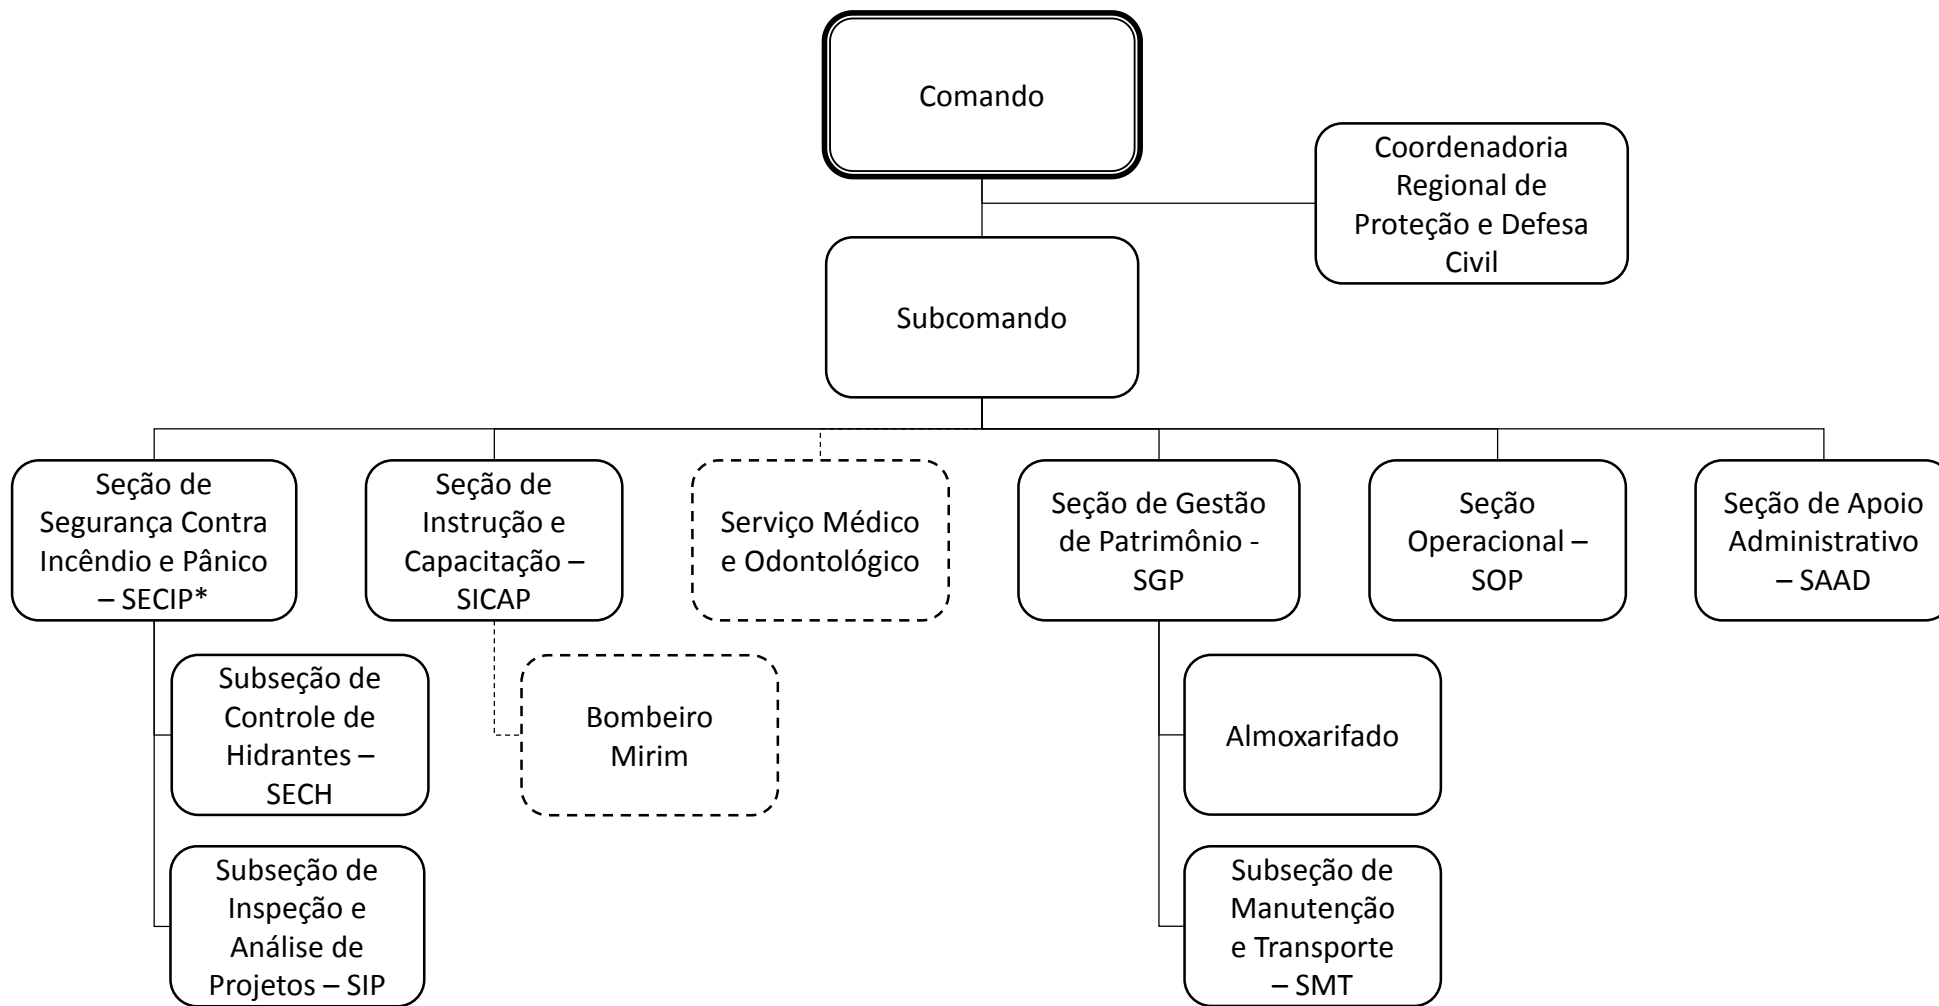 Comando
Coordenadoria
Regional de
Proteção e Defesa
Civil
Subcomando
Seção de
Segurança Contra
Incêndio e Pânico
– SECIP*
Seção de
Instrução e
Capacitação –
SICAP
Serviço Médico
e Odontológico
Seção de Gestão
de Patrimônio -
SGP
Seção
Operacional –
SOP
Seção de Apoio
Administrativo
– SAAD
Subseção de
Controle de
Hidrantes –
SECH
Bombeiro
Mirim
Almoxarifado
Subseção de
Inspeção e
Análise de
Projetos – SIP
Subseção de
Manutenção
e Transporte
– SMT